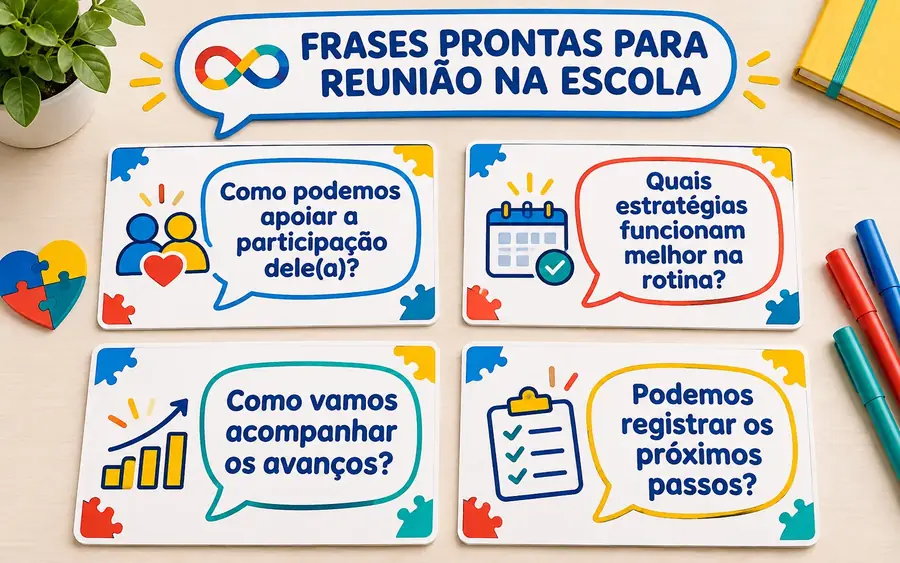 FRASES PRONTAS PARA
REUNIÃO NA ESCOLA
Como podemos
apoiar a
participação
dele(a)?
Quais
estratégias
funcionam
melhor na
rotina?
Como vamos
acompanhar
os avanços?
Podemos
registrar os
próximos
passos?